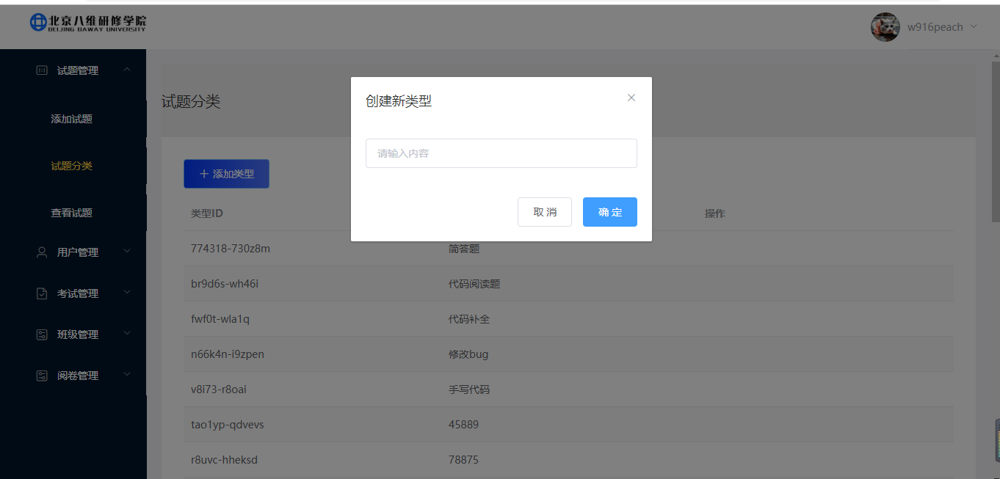 北京八维研修学院
BEIJING BAWAY UNIVERSITY
w916peach
试题管理
添加试题
试题分类
查看试题
用户管理
考试管理
班级管理
阅卷管理
试题分类
创建新类型
请输入内容
取 消
确 定
添加类型
类型ID 操作
774318-730z8m 简答题
br9d6s-wh46i 代码阅读题
fwf0t-wla1q 代码补全
n66k4n-i9zpen 修改bug
v8i73-r8oai 手写代码
tao1yp-qdvevs 45889
r8uvc-hheksd 78875